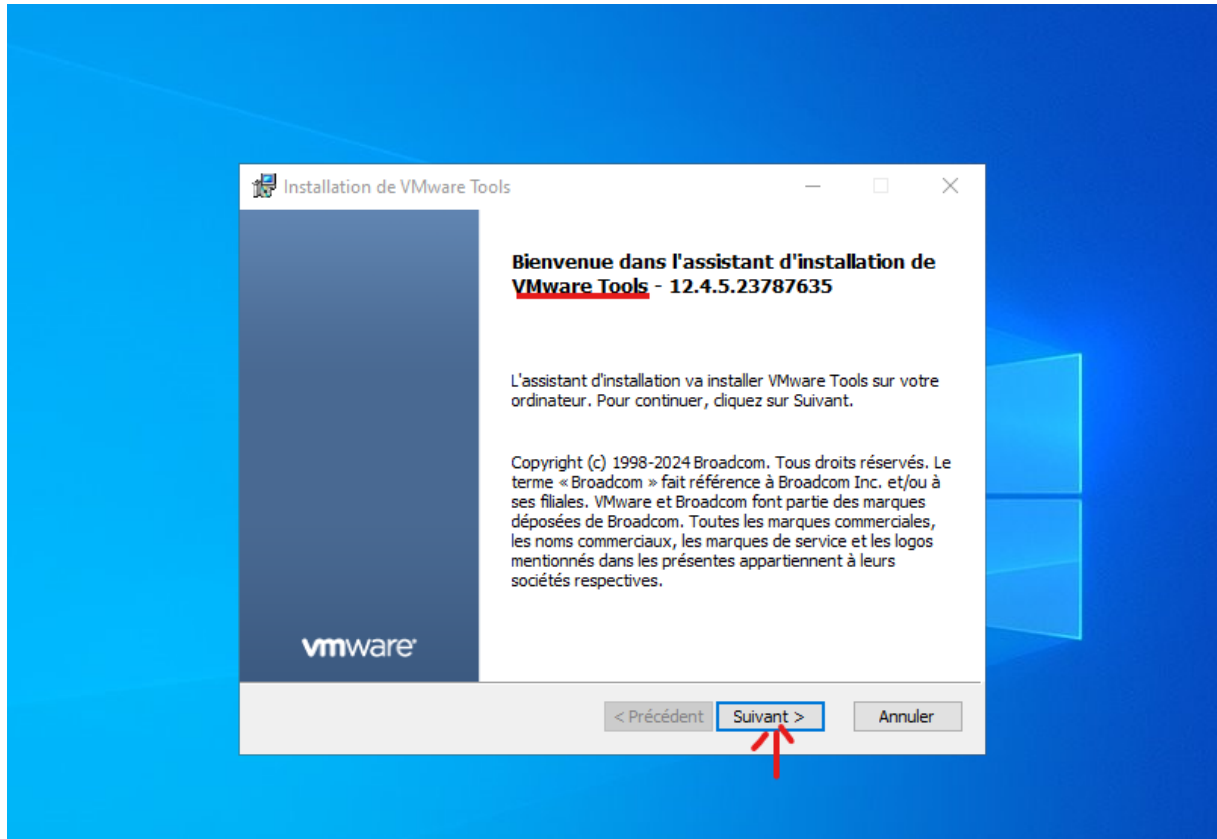 Installation de VMware Tools
Bienvenue dans l'assistant d'installation de
VMware Tools - 12.4.5.23787635
L'assistant d'installation va installer VMware Tools sur votre
ordinateur. Pour continuer, cliquez sur Suivant.
Copyright (c) 1998-2024 Broadcom. Tous droits réservés. Le
terme « Broadcom » fait référence à Broadcom Inc. et/ou à
ses filiales. VMware et Broadcom font partie des marques
déposées de Broadcom. Toutes les marques commerciales,
les noms commerciaux, les marques de service et les logos
mentionnés dans les présentes appartiennent à leurs
sociétés respectives.
vmware
< Précédent Suivant > Annuler